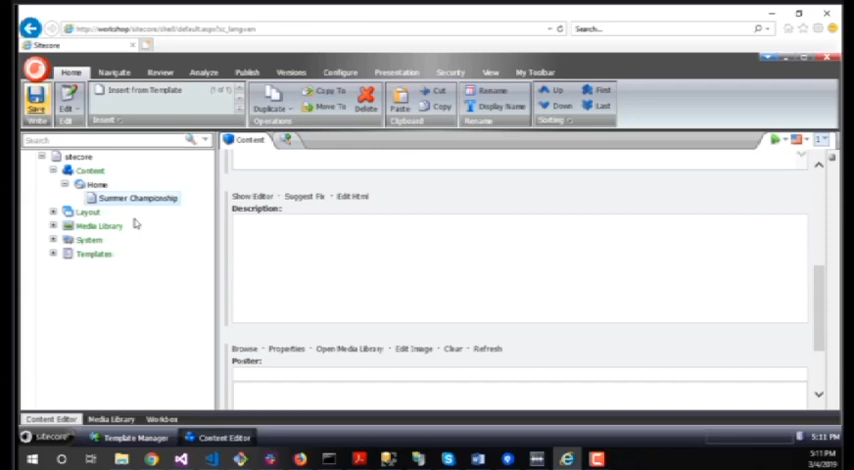 http://workshop/sitecore/shell/default.aspx?sc_lang=en
Search...
Sitecore
Home Navigate Review Analyze Publish Versions Configure Presentation Security View My Toolbar
Save
Write
Edit
Edit
Insert from Template
(1 of 1)
Insert
Duplicate
Copy To
Move To
Delete
Operations
Paste
Cut
Copy
Clipboard
Rename
Display Name
Rename
Up
Down
First
Last
Sorting
Search
Content
1
sitecore
Content
Home
Summer Championship
Layout
Media Library
System
Templates
Show Editor · Suggest Fix · Edit Html
Description:
Browse · Properties · Open Media Library · Edit Image · Clear · Refresh
Poster:
Content Editor Media Library Workbox
sitecore Template Manager Content Editor 5:11 PM
5:11 PM
3/4/2019